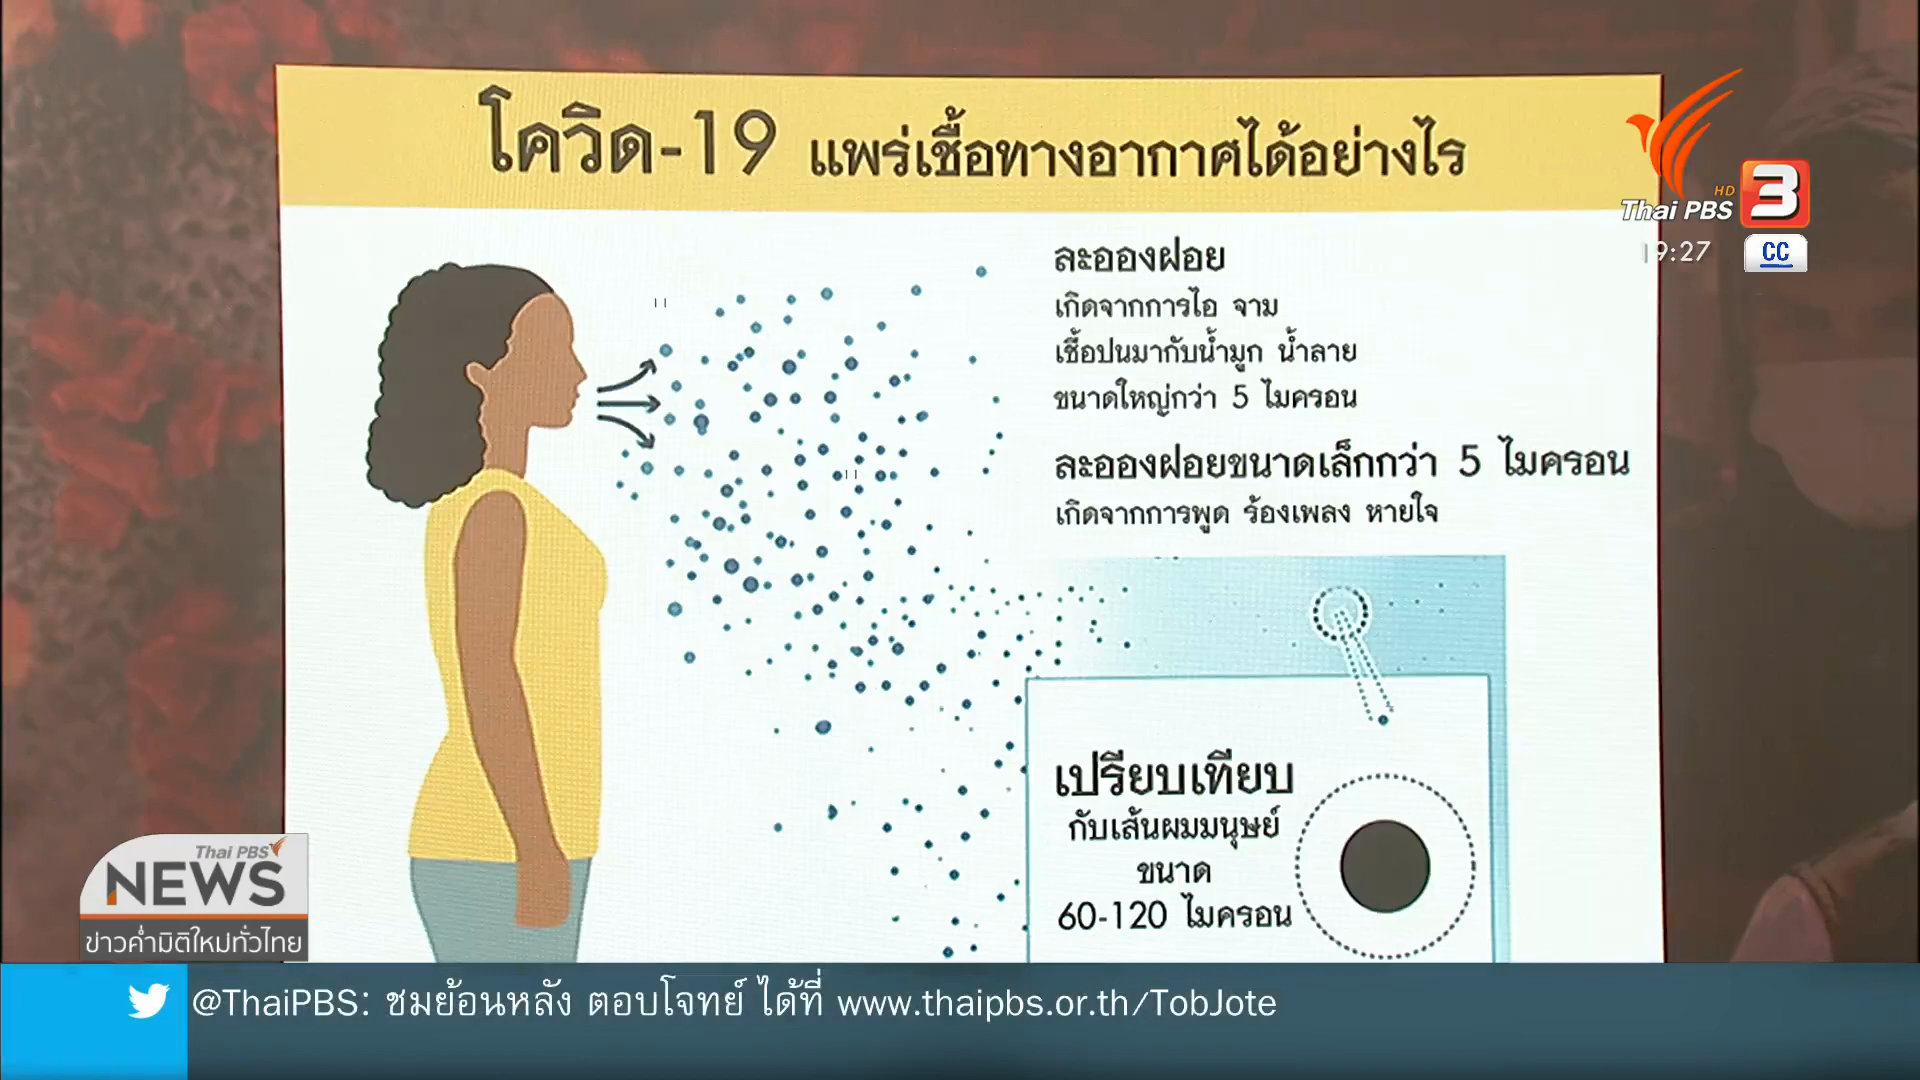 โควิด-19 แพร่เชื้อทางอากาศได้อย่างไร
HD
Thai PBS 3
19:27
CC
ละอองฝอย
เกิดจากการไอ จาม
เชื้อปนมากับน้ำมูก น้ำลาย
ขนาดใหญ่กว่า 5 ไมครอน
ละอองฝอยขนาดเล็กกว่า 5 ไมครอน
เกิดจากการพูด ร้องเพลง หายใจ
เปรียบเทียบ
กับเส้นผมมนุษย์
ขนาด
60-120 ไมครอน
Thai PBS
NEWS
ข่าวค่ำมิติใหม่ทั่วไทย
@ThaiPBS: ชมย้อนหลัง ตอบโจทย์ ได้ที่ www.thaipbs.or.th/TobJote